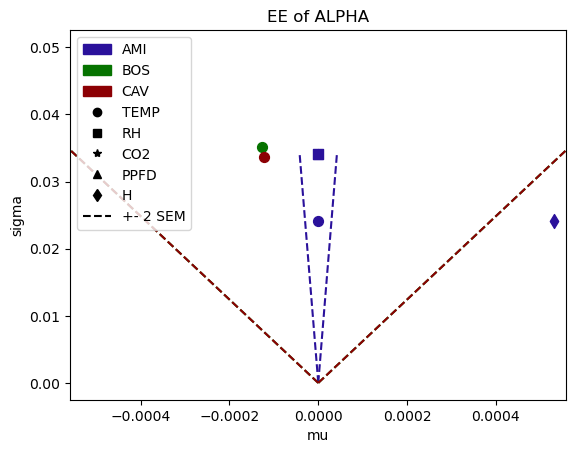 EE of ALPHA
AMI
BOS
CAV
TEMP
RH
CO2
PPFD
H
+- 2 SEM
sigma
0.05
0.04
0.03
0.02
0.01
0.00
−0.0004
−0.0002
0.0000
0.0002
0.0004
mu